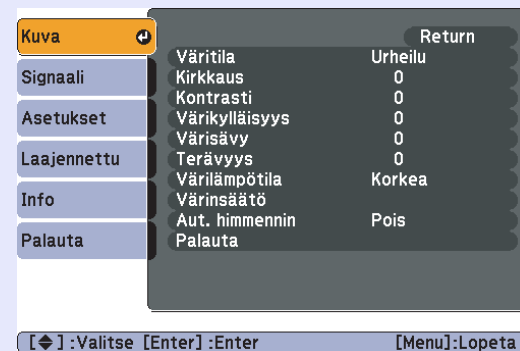 Kuva
Signaali
Asetukset
Laajennettu
Info
Palauta
Return
Väritila Urheilu
Kirkkaus 0
Kontrasti 0
Värikylläisyys 0
Värisävy 0
Terävyys 0
Värilämpötila Korkea
Värinsäätö
Aut. himmennin Pois
Palauta
[◆] :Valitse [Enter] :Enter [Menu]:Lopeta